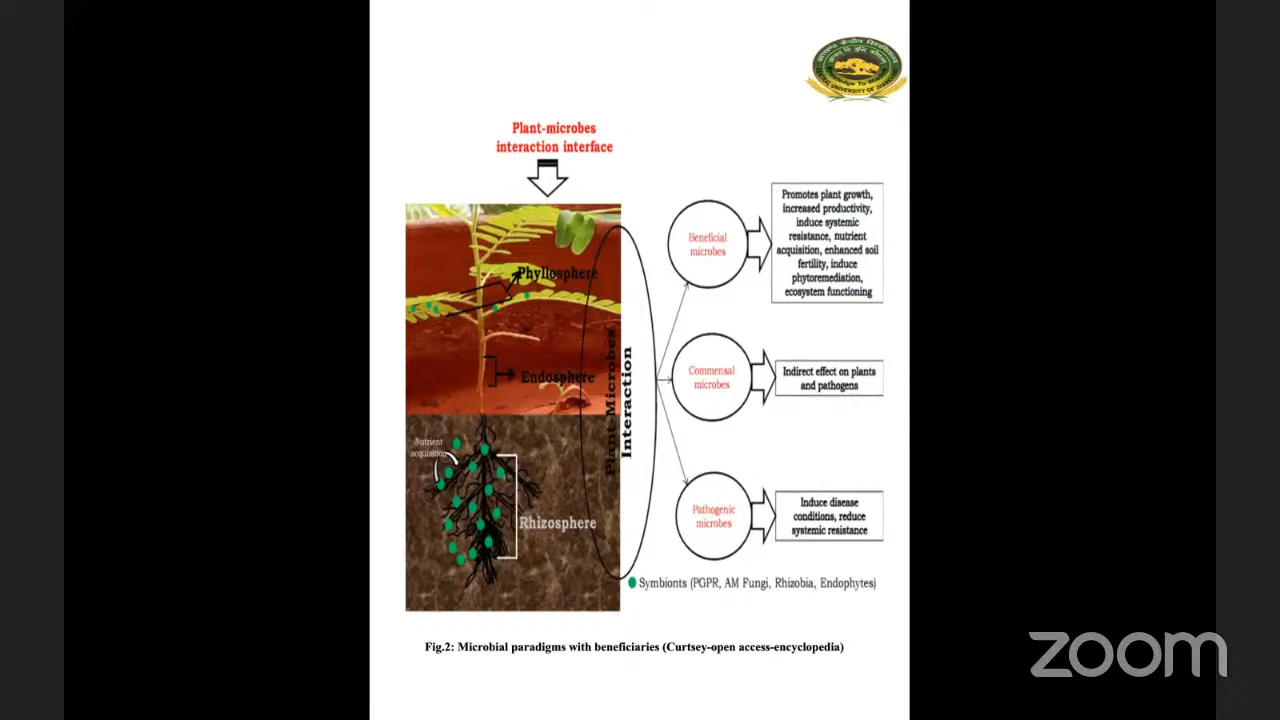 Plant-microbes
interaction interface
Phyllosphere
Endosphere
Nutrient
acquisition
Rhizosphere
Plant-Microbes
Interaction
Beneficial
microbes
Promotes plant growth,
increased productivity,
induce systemic
resistance, nutrient
acquisition, enhanced soil
fertility, induce
phytoremediation,
ecosystem functioning
Commensal
microbes
Indirect effect on plants
and pathogens
Pathogenic
microbes
Induce disease
conditions, reduce
systemic resistance
Symbionts (PGPR, AM Fungi, Rhizobia, Endophytes)
Fig.2: Microbial paradigms with beneficiaries (Curtsey-open access-encyclopedia)
zoom